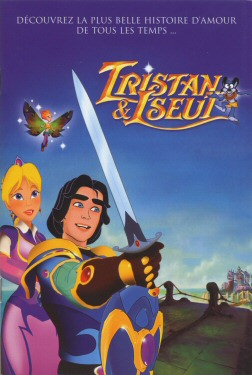 DÉCOUVREZ LA PLUS BELLE HISTOIRE D'AMOUR
DE TOUS LES TEMPS ...
TRISTAN
& ISEUT